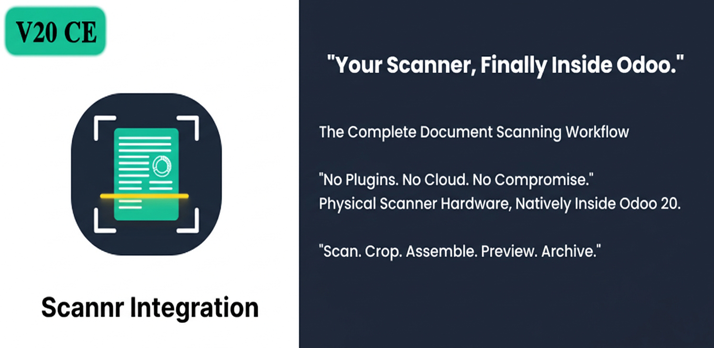 V20 CE
Scannr Integration
"Your Scanner, Finally Inside Odoo."
The Complete Document Scanning Workflow
"No Plugins. No Cloud. No Compromise."
Physical Scanner Hardware, Natively Inside Odoo 20.
"Scan. Crop. Assemble. Preview. Archive."